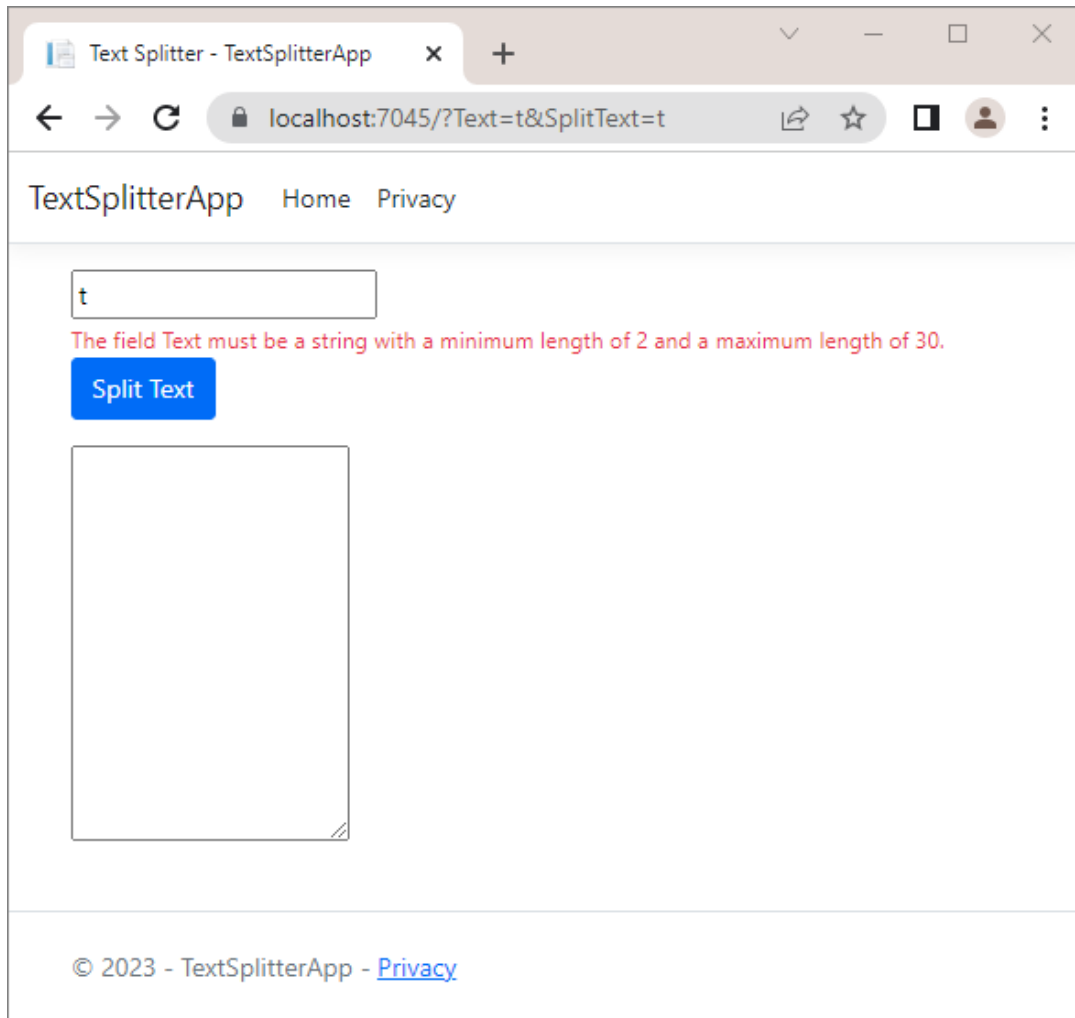 Text Splitter - TextSplitterApp
localhost:7045/?Text=t&SplitText=t
TextSplitterApp Home Privacy
t
The field Text must be a string with a minimum length of 2 and a maximum length of 30.
Split Text
© 2023 - TextSplitterApp - Privacy